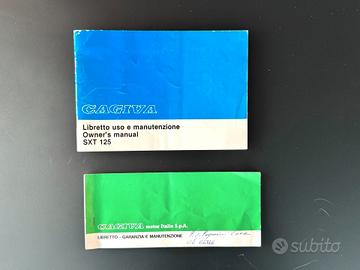 CAGIVA
Libretto uso e manutenzione
Owner's manual
SXT 125
CAGIVA motor Italia S.p.A.
LIBRETTO - GARANZIA E MANUTENZIONE
subito